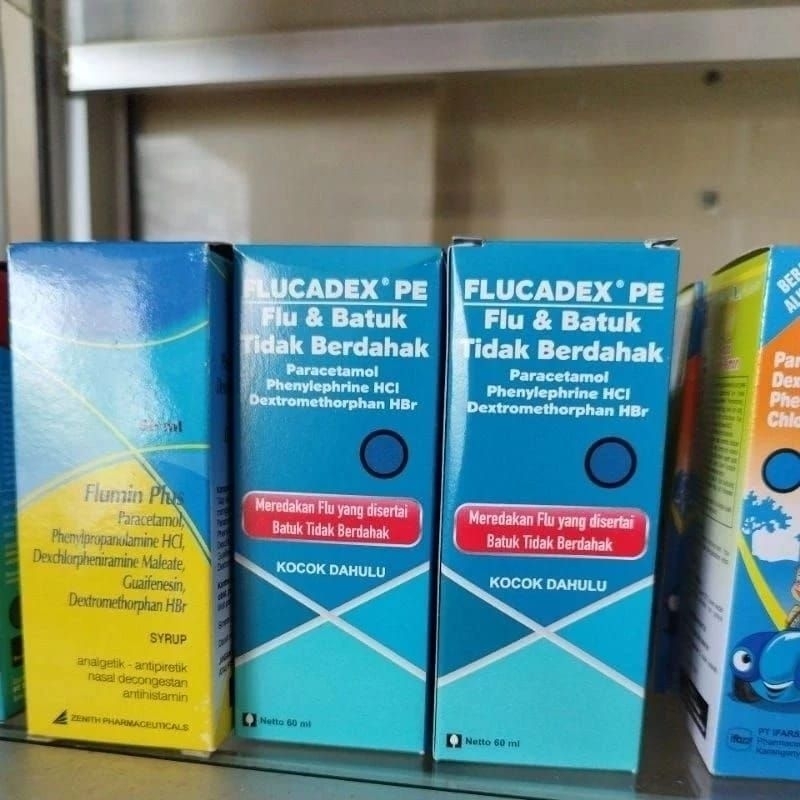 60 ml
Flumin Plus
Paracetamol,
Phenylpropanolamine HCl,
Dexchlorpheniramine Maleate,
Guaifenesin,
Dextromethorphan HBr
SYRUP
analgetik - antipiretik
nasal decongestan
antihistamin
ZENITH PHARMACEUTICALS
FLUCADEX® PE
Flu & Batuk
Tidak Berdahak
Paracetamol
Phenylephrine HCl
Dextromethorphan HBr
Meredakan Flu yang disertai
Batuk Tidak Berdahak
KOCOK DAHULU
Netto 60 ml
FLUCADEX® PE
Flu & Batuk
Tidak Berdahak
Paracetamol
Phenylephrine HCl
Dextromethorphan HBr
Meredakan Flu yang disertai
Batuk Tidak Berdahak
KOCOK DAHULU
Netto 60 ml
ifars
PT IFARS